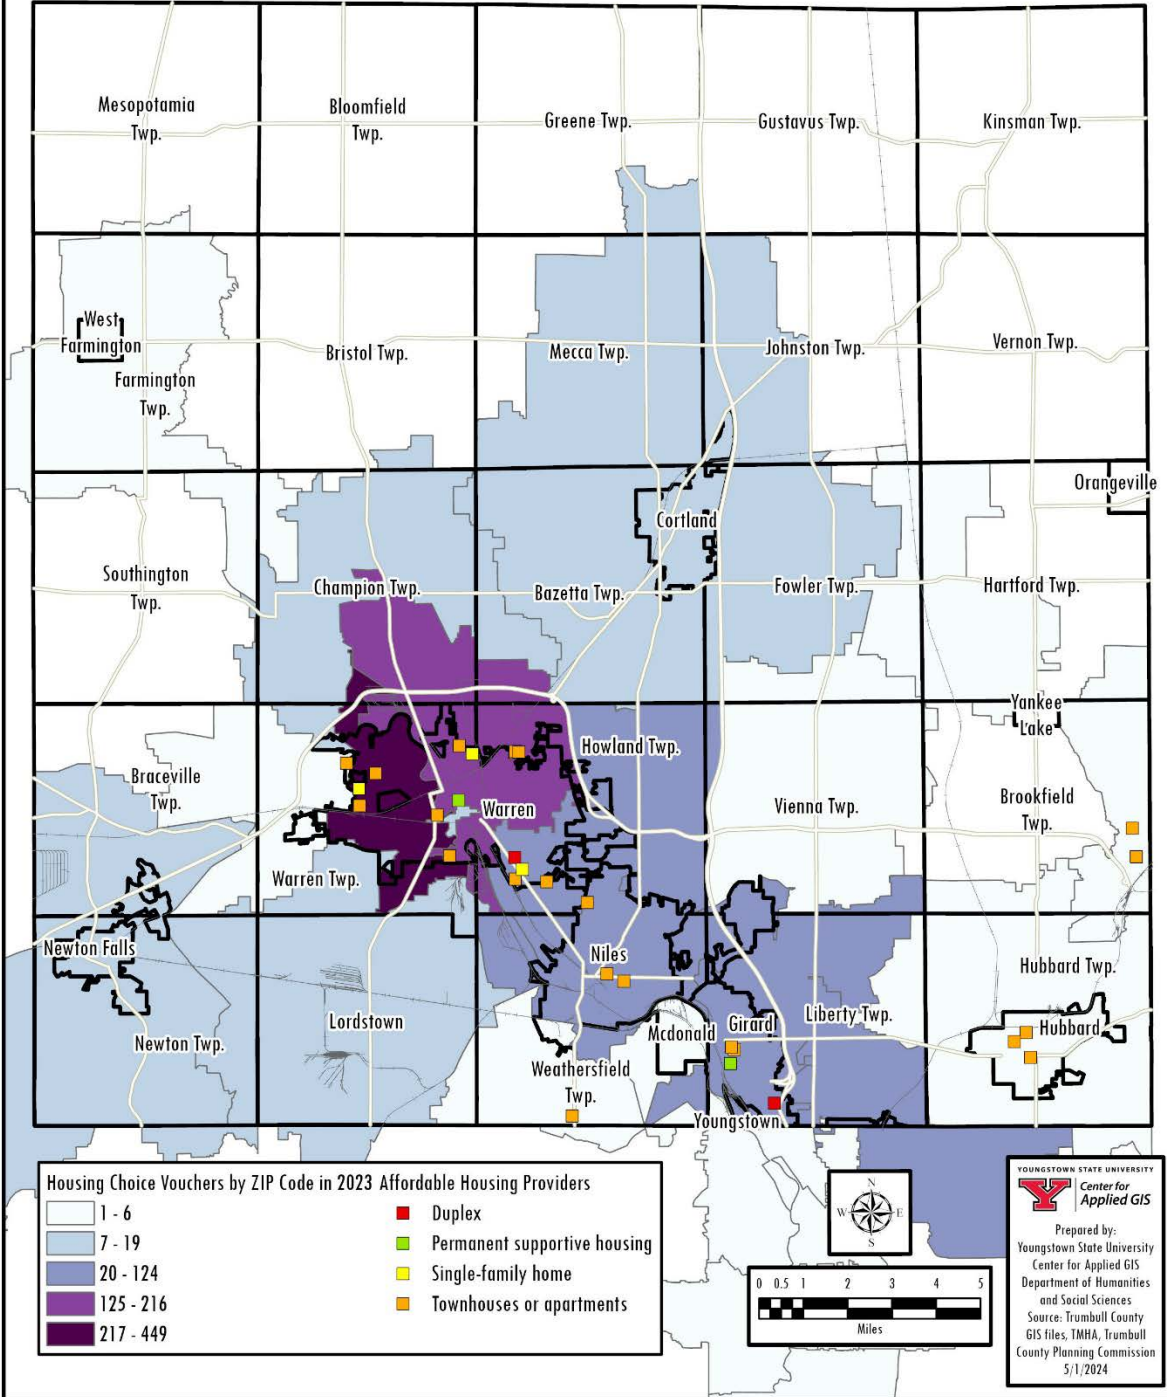 Mesopotamia
Twp.
Bloomfield
Twp.
Greene Twp.
Gustavus Twp.
Kinsman Twp.
West
Farmington
Farmington
Twp.
Bristol Twp.
Mecca Twp.
Johnston Twp.
Vernon Twp.
Orangeville
Cortland
Southington
Twp.
Champion Twp.
Bazetta Twp.
Fowler Twp.
Hartford Twp.
Yankee
Lake
Howland Twp.
Braceville
Twp.
Warren
Vienna Twp.
Brookfield
Twp.
Warren Twp.
Newton Falls
Niles
Hubbard Twp.
Newton Twp.
Lordstown
Mcdonald
Girard
Liberty Twp.
Hubbard
Weathersfield
Twp.
Youngstown
Housing Choice Vouchers by ZIP Code in 2023
1 - 6
7 - 19
20 - 124
125 - 216
217 - 449
Affordable Housing Providers
Duplex
Permanent supportive housing
Single-family home
Townhouses or apartments
N
W E
S
0 0.5 1 2 3 4 5
Miles
YOUNGSTOWN STATE UNIVERSITY
Y
Center for
Applied GIS
Prepared by:
Youngstown State University
Center for Applied GIS
Department of Humanities
and Social Sciences
Source: Trumbull County
GIS files, TMHA, Trumbull
County Planning Commission
5/1/2024